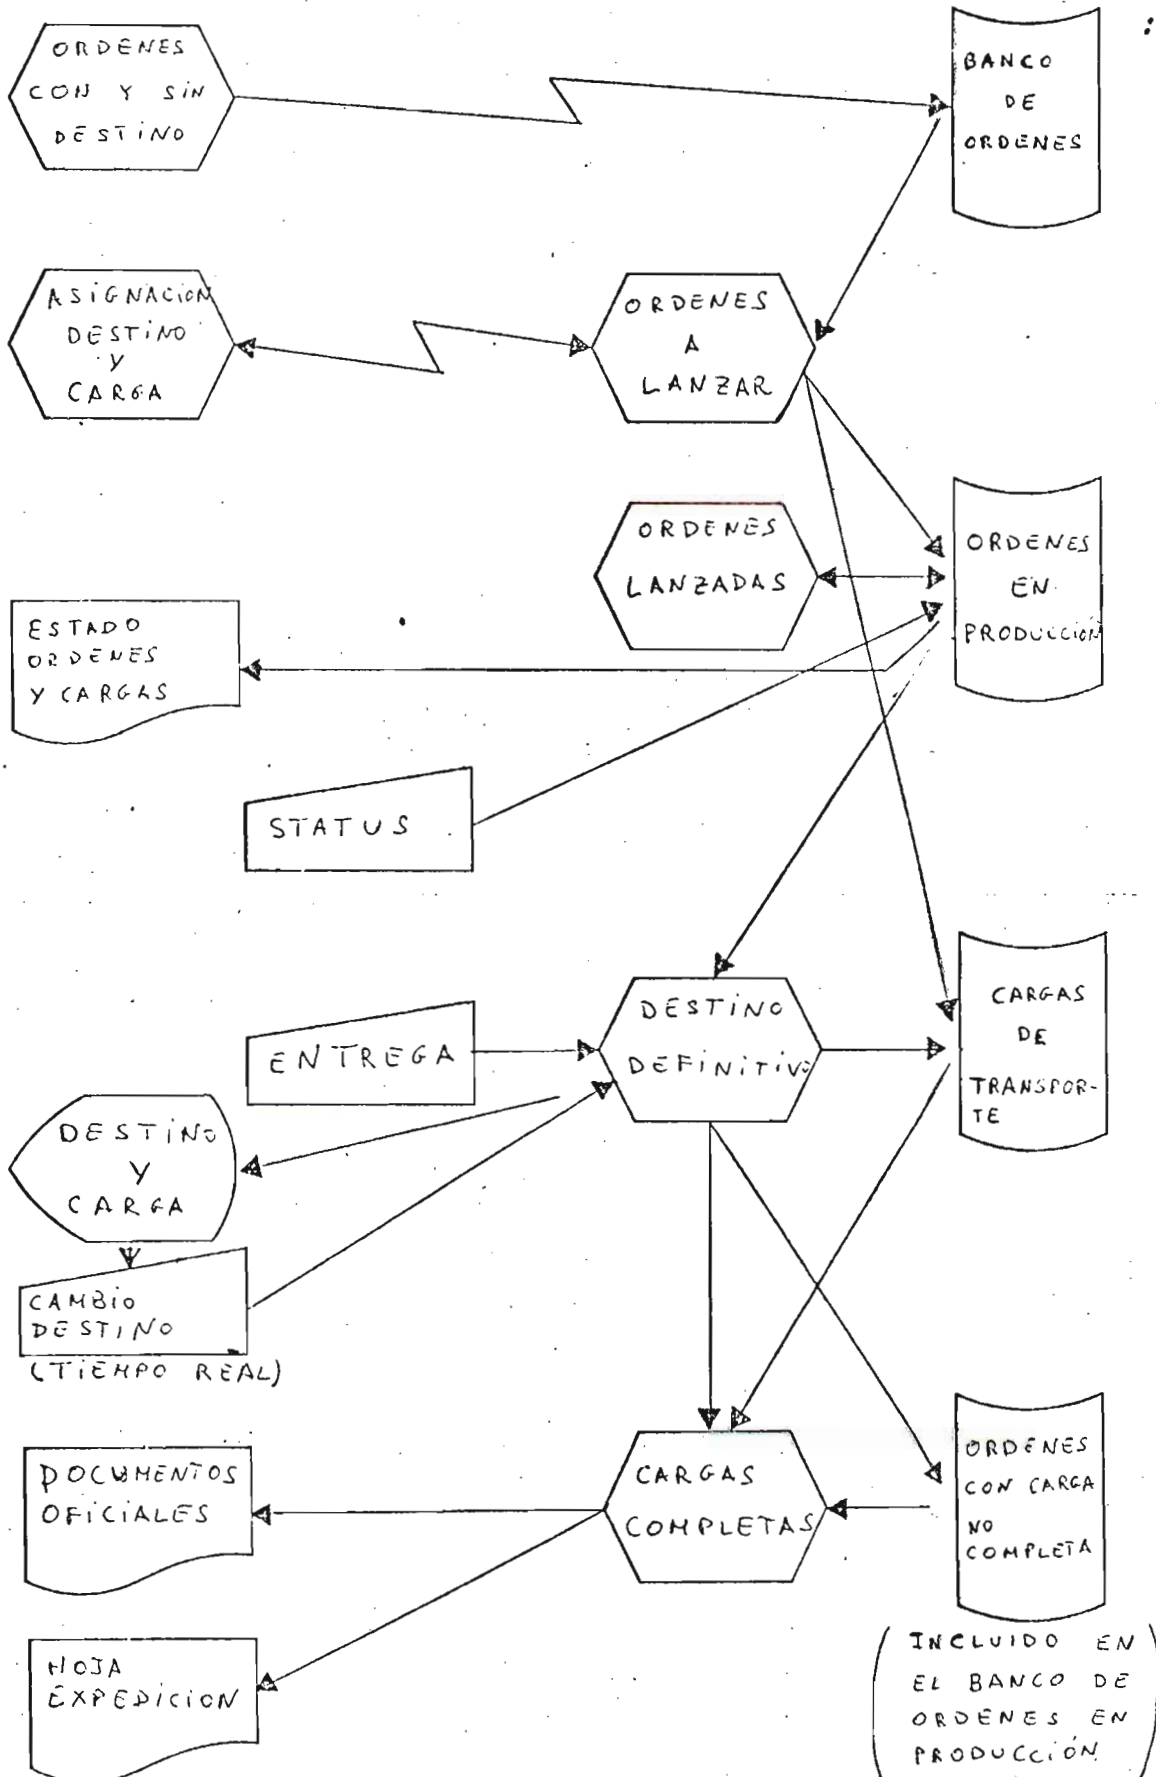 ORDENES
CON Y SIN
DESTINO
BANCO
DE
ORDENES
ASIGNACION
DESTINO
Y
CARGA
ORDENES
A
LANZAR
ORDENES
LANZADAS
ORDENES
EN
PRODUCCIÓN
ESTADO
ORDENES
Y CARGAS
STATUS
ENTREGA
DESTINO
DEFINITIVO
CARGAS
DE
TRANSPOR-
TE
DESTINO
Y
CARGA
CAMBIO
DESTINO
(TIEMPO REAL)
DOCUMENTOS
OFICIALES
CARGAS
COMPLETAS
ORDENES
CON CARGA
NO
COMPLETA
HOJA
EXPEDICION
(INCLUIDO EN
EL BANCO DE
ORDENES EN
PRODUCCIÓN)